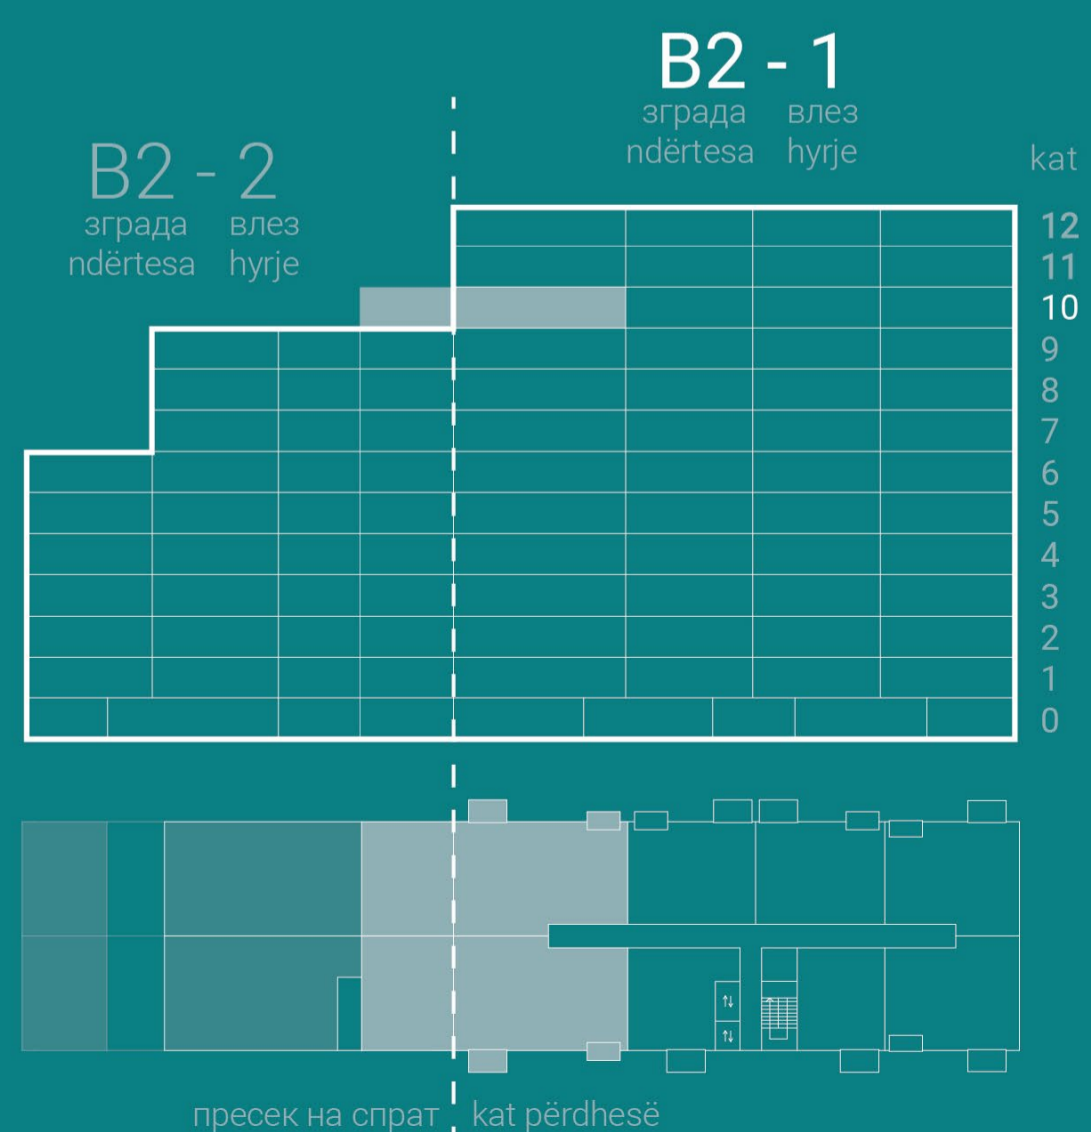 B2 - 1
зграда влез
ndërtesa hyrje
B2 - 2
зграда влез
ndërtesa hyrje
kat
12
11
10
9
8
7
6
5
4
3
2
1
0
пресек на спрат kat përdhesë